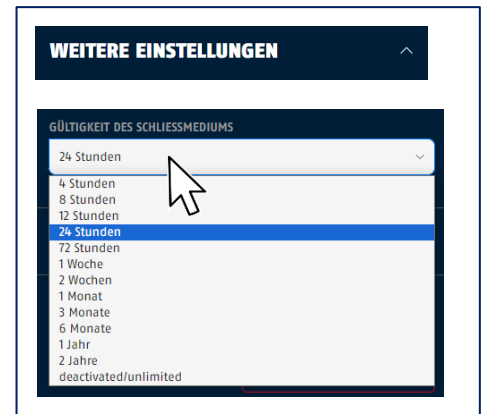 WEITERE EINSTELLUNGEN
GÜLTIGKEIT DES SCHLIESSMEDIUMS
24 Stunden
4 Stunden
8 Stunden
12 Stunden
24 Stunden
72 Stunden
1 Woche
2 Wochen
1 Monat
3 Monate
6 Monate
1 Jahr
2 Jahre
deactivated/unlimited